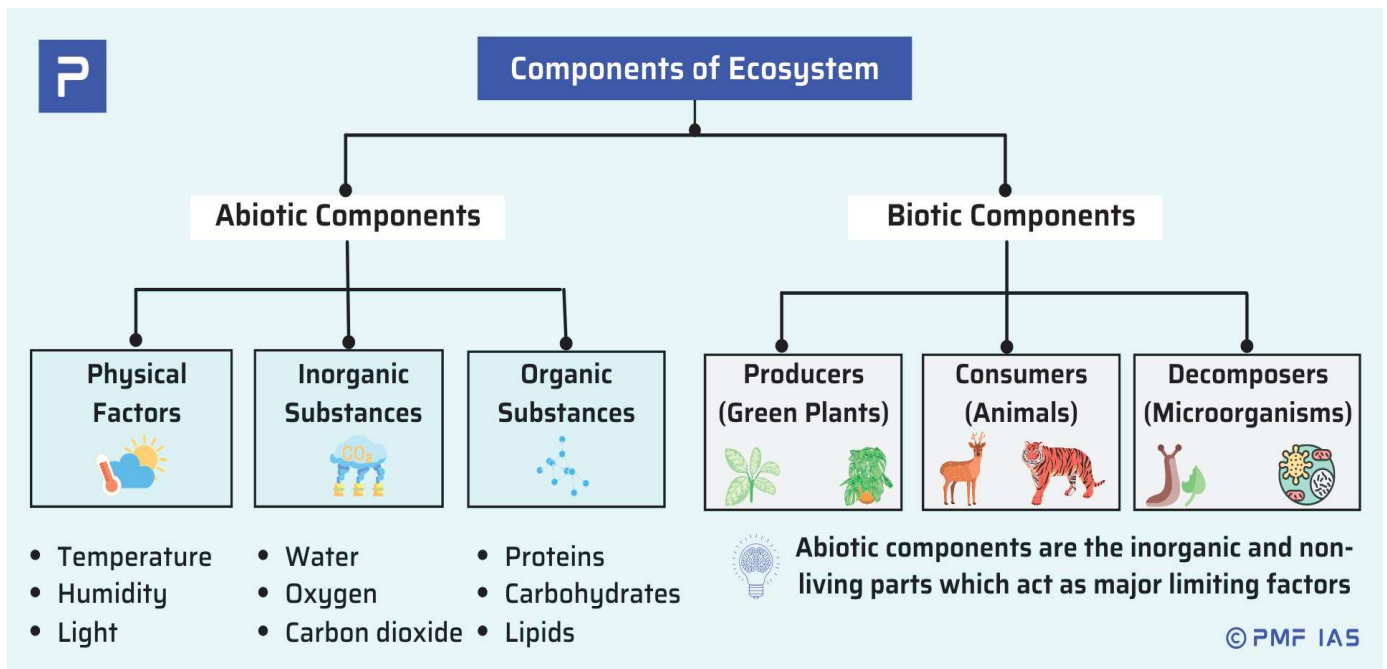 P
Components of Ecosystem
Abiotic Components
Biotic Components
Physical
Factors
Inorganic
Substances
CO₂
Organic
Substances
Producers
(Green Plants)
Consumers
(Animals)
Decomposers
(Microorganisms)
• Temperature
• Humidity
• Light
• Water
• Oxygen
• Carbon dioxide
• Proteins
• Carbohydrates
• Lipids
Abiotic components are the inorganic and non-
living parts which act as major limiting factors
© PMF IAS